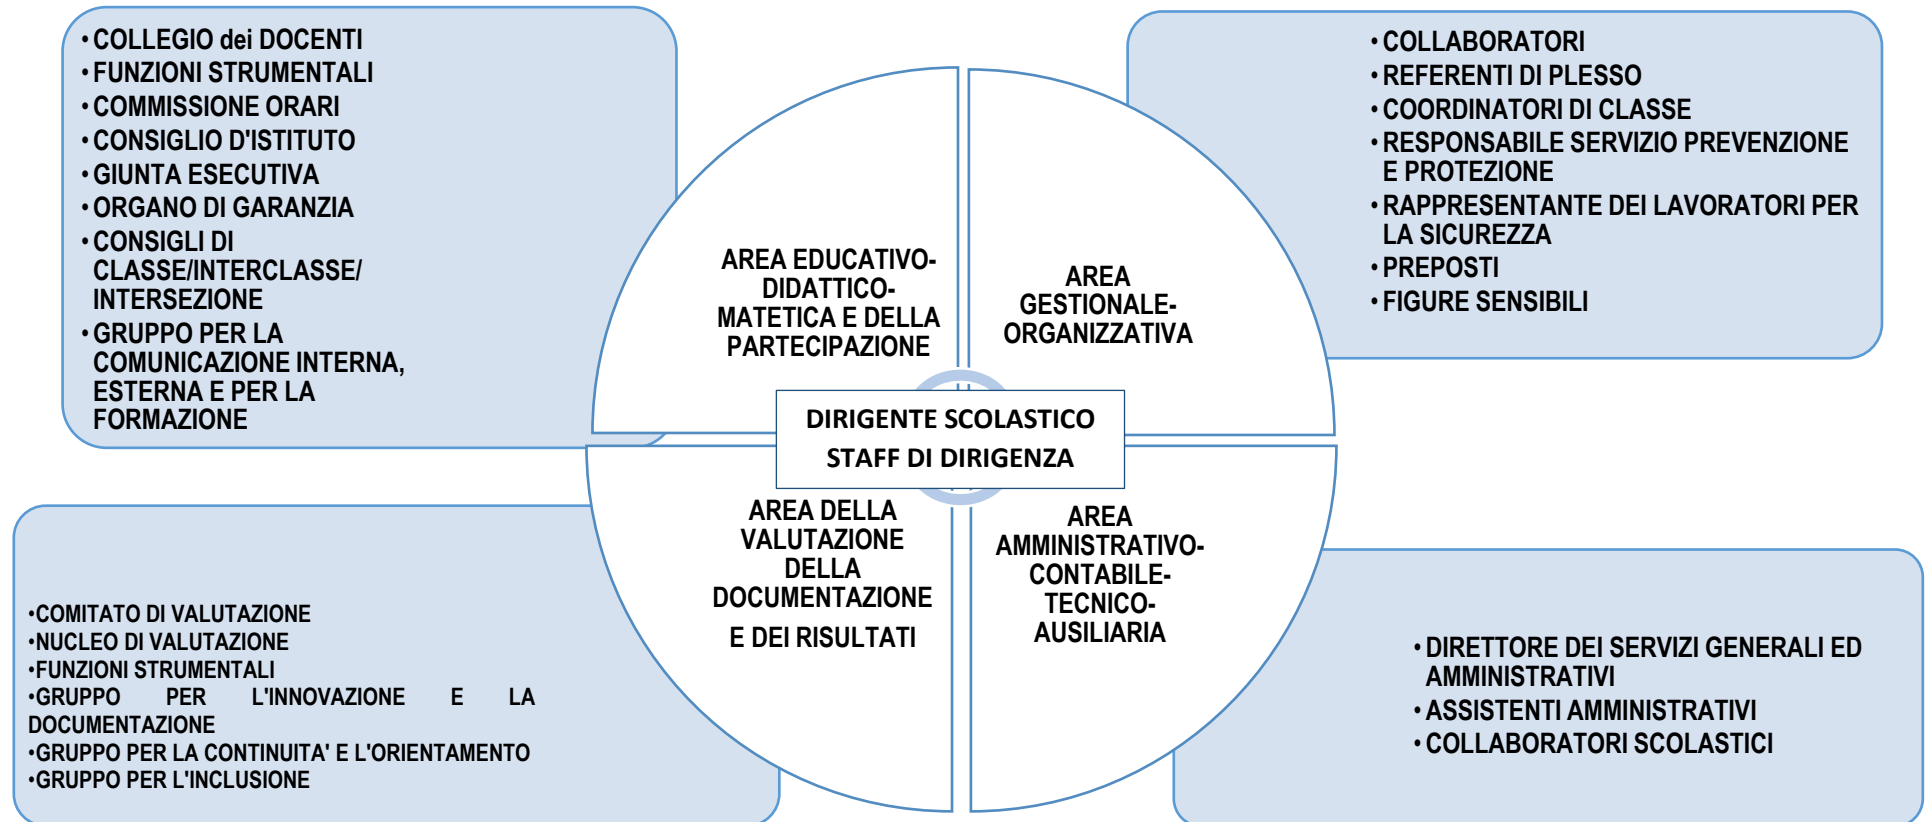 •COLLEGIO dei DOCENTI
•FUNZIONI STRUMENTALI
•COMMISSIONE ORARI
•CONSIGLIO D'ISTITUTO
•GIUNTA ESECUTIVA
•ORGANO DI GARANZIA
•CONSIGLI DI
CLASSE/INTERCLASSE/
INTERSEZIONE
•GRUPPO PER LA
COMUNICAZIONE INTERNA,
ESTERNA E PER LA
FORMAZIONE
•COLLABORATORI
•REFERENTI DI PLESSO
•COORDINATORI DI CLASSE
•RESPONSABILE SERVIZIO PREVENZIONE
E PROTEZIONE
•RAPPRESENTANTE DEI LAVORATORI PER
LA SICUREZZA
•PREPOSTI
•FIGURE SENSIBILI
AREA EDUCATIVO-
DIDATTICO-
MATETICA E DELLA
PARTECIPAZIONE
AREA
GESTIONALE-
ORGANIZZATIVA
DIRIGENTE SCOLASTICO
STAFF DI DIRIGENZA
AREA DELLA
VALUTAZIONE
DELLA
DOCUMENTAZIONE
E DEI RISULTATI
AREA
AMMINISTRATIVO-
CONTABILE-
TECNICO-
AUSILIARIA
•COMITATO DI VALUTAZIONE
•NUCLEO DI VALUTAZIONE
•FUNZIONI STRUMENTALI
•GRUPPO PER L'INNOVAZIONE E LA
DOCUMENTAZIONE
•GRUPPO PER LA CONTINUITA' E L'ORIENTAMENTO
•GRUPPO PER L'INCLUSIONE
•DIRETTORE DEI SERVIZI GENERALI ED
AMMINISTRATIVI
•ASSISTENTI AMMINISTRATIVI
•COLLABORATORI SCOLASTICI